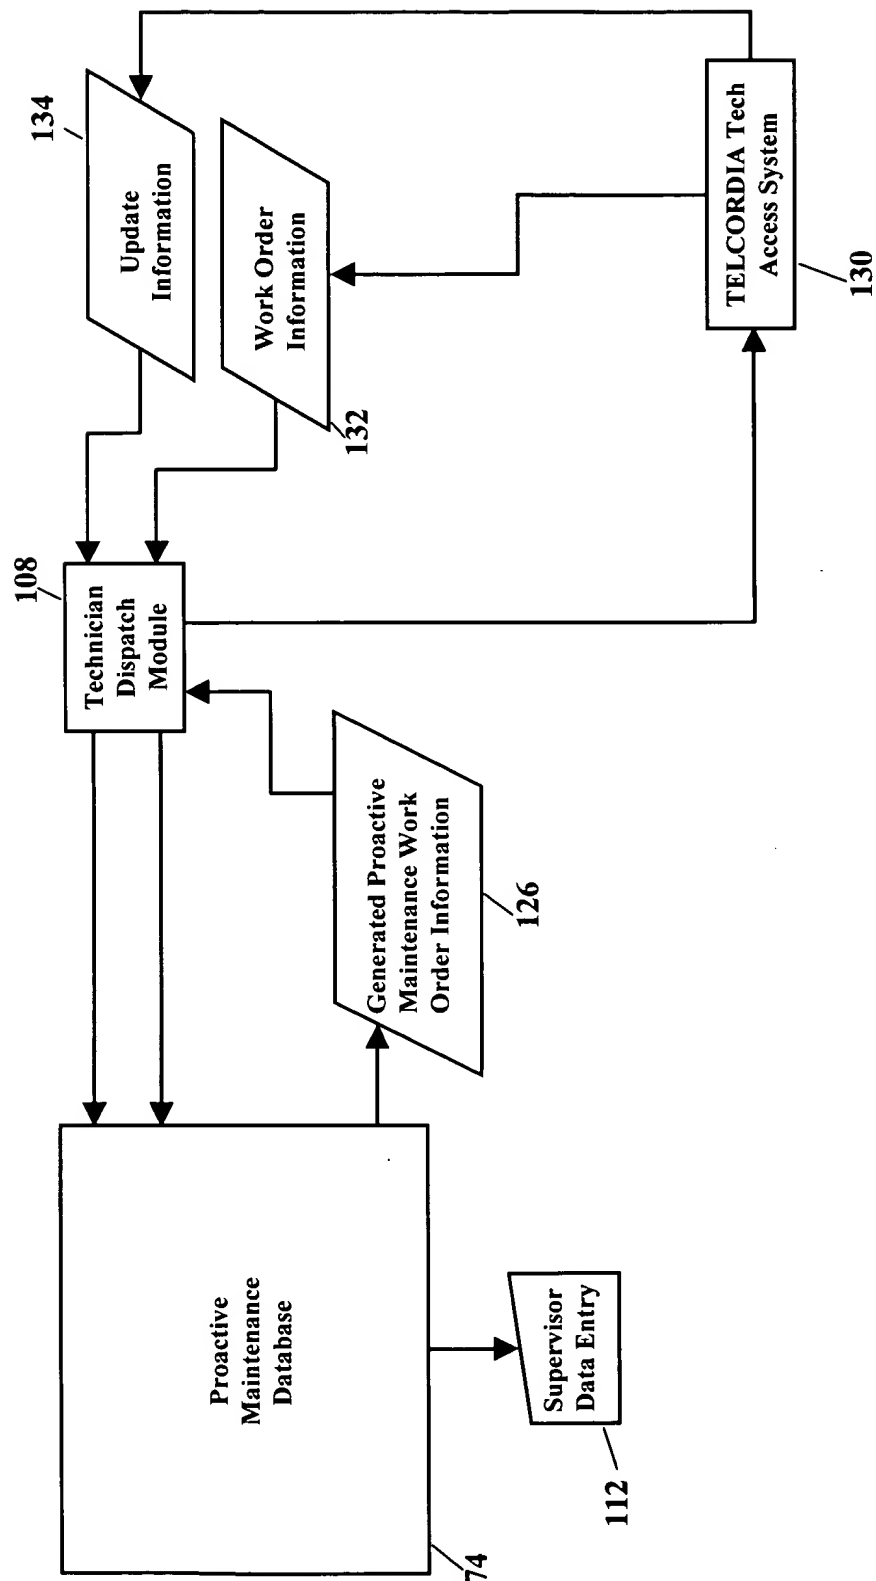 134
Update
Information
Work Order
Information
132
TELCORDIA Tech
Access System
130
108
Technician
Dispatch
Module
Generated Proactive
Maintenance Work
Order Information
126
Proactive
Maintenance
Database
74
Supervisor
Data Entry
112